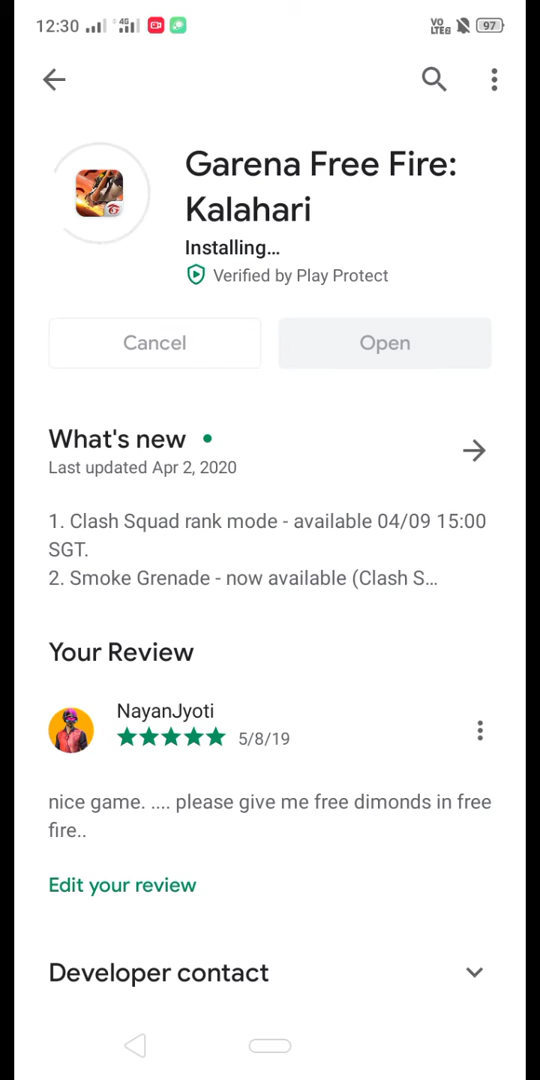 12:30 4G VO LTE 97
Garena Free Fire:
Kalahari
Installing...
Verified by Play Protect
Cancel Open
What's new
Last updated Apr 2, 2020
1. Clash Squad rank mode - available 04/09 15:00
SGT.
2. Smoke Grenade - now available (Clash S...
Your Review
NayanJyoti
5/8/19
nice game. .... please give me free dimonds in free
fire..
Edit your review
Developer contact